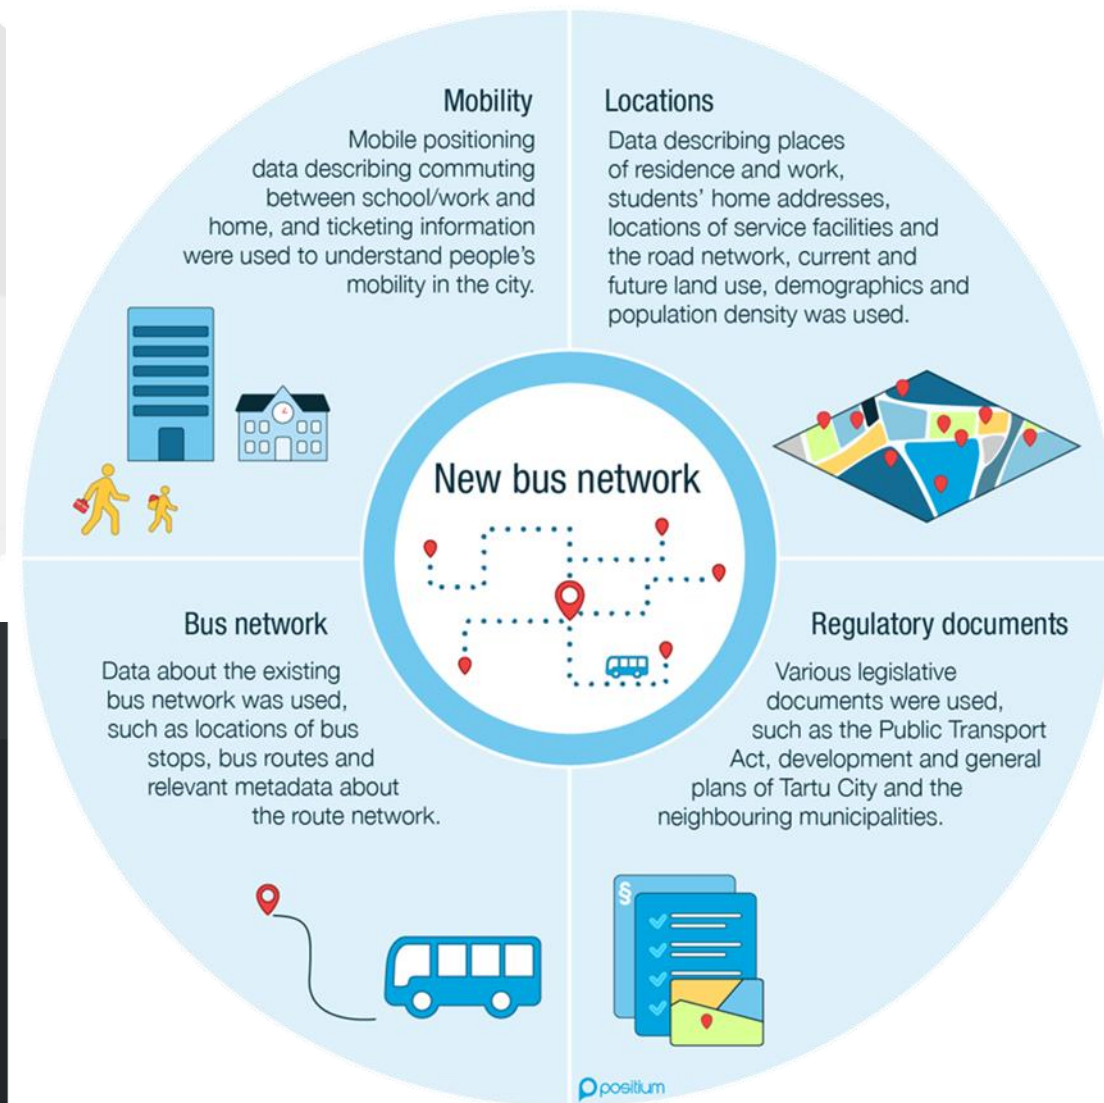 Mobility
Mobile positioning
data describing commuting
between school/work and
home, and ticketing information
were used to understand people's
mobility in the city.
Locations
Data describing places
of residence and work,
students' home addresses,
locations of service facilities and
the road network, current and
future land use, demographics and
population density was used.
New bus network
Bus network
Data about the existing
bus network was used,
such as locations of bus
stops, bus routes and
relevant metadata about
the route network.
Regulatory documents
Various legislative
documents were used,
such as the Public Transport
Act, development and general
plans of Tartu City and the
neighbouring municipalities.
§
positium